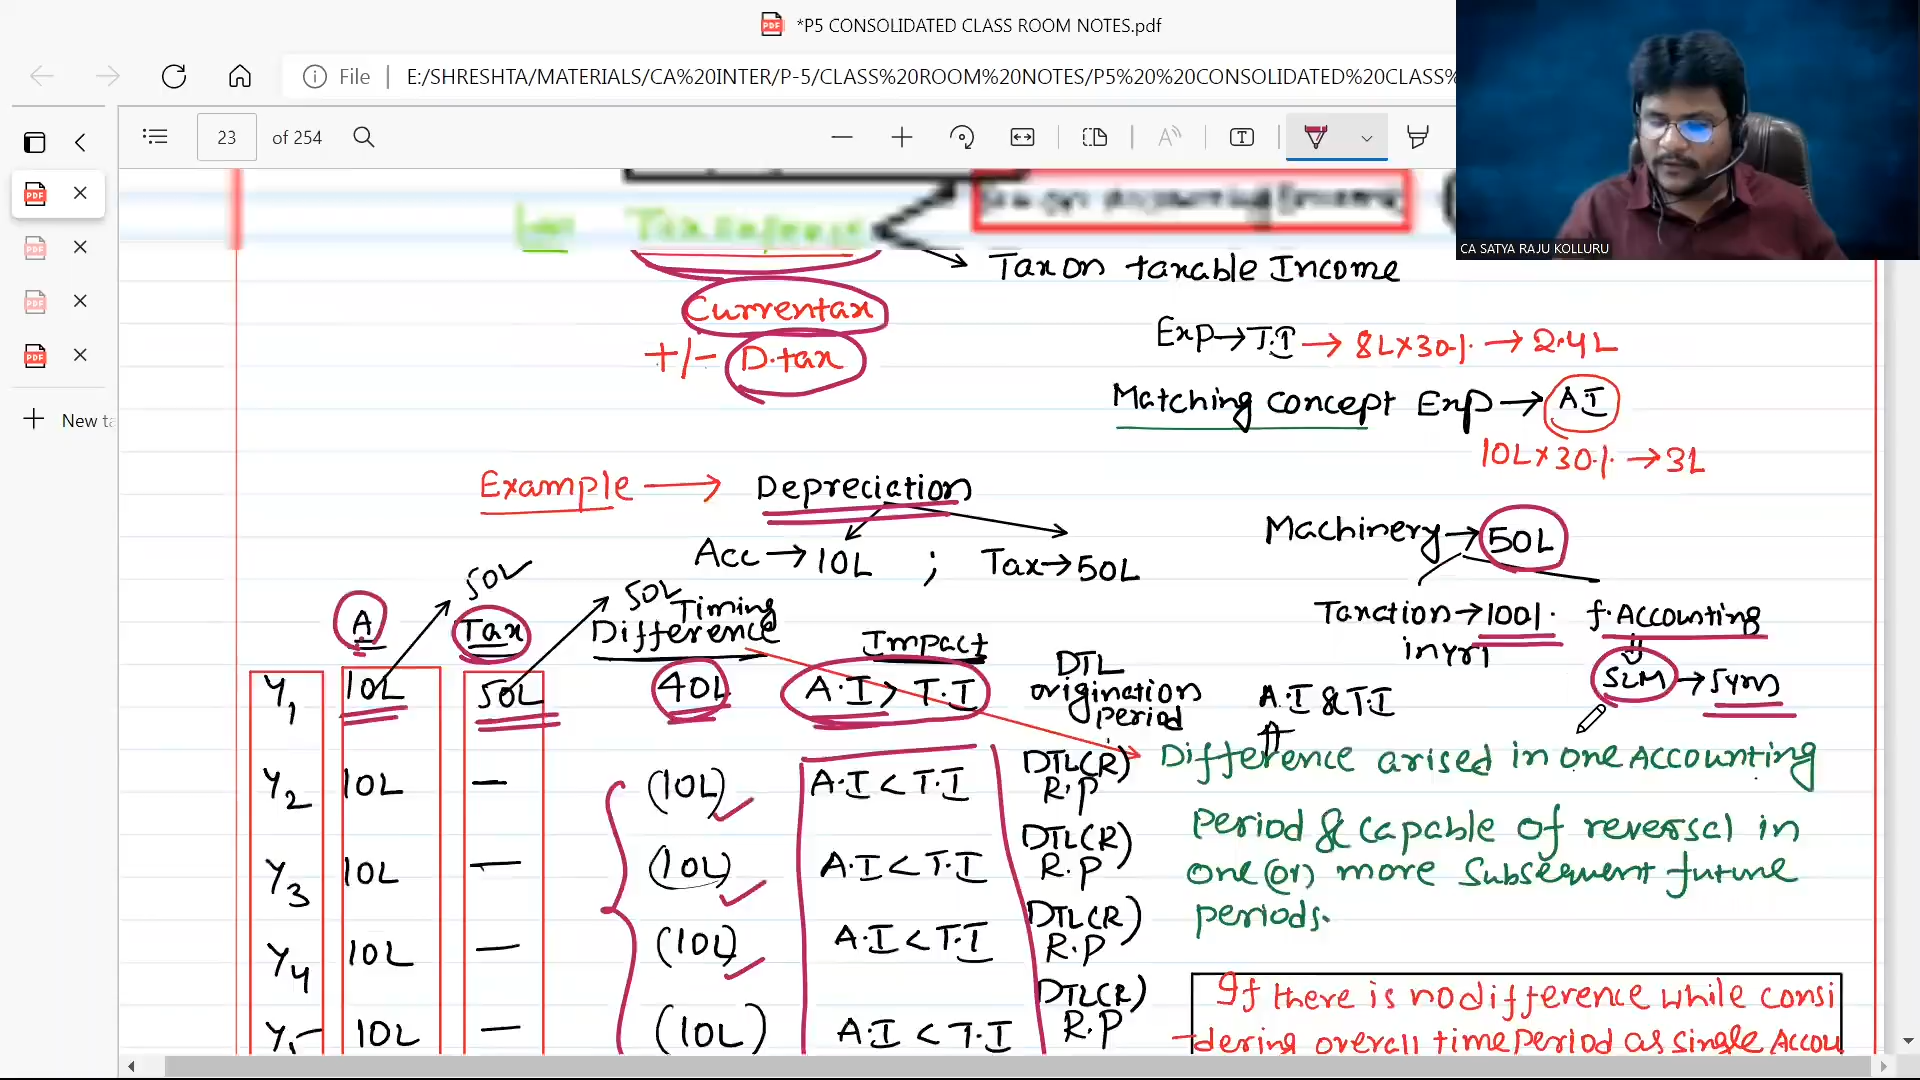 *P5 CONSOLIDATED CLASS ROOM NOTES.pdf
File
E:/SHRESHTA/MATERIALS/CA%20INTER/P-5/CLASS%20ROOM%20NOTES/P5%20%20CONSOLIDATED%20CLASS%
23 of 254
New ta
CA SATYA RAJU KOLLURU
Less Tax expense
Tax on taxable Income
Current tax
+/- D.tax
Exp→T.I → 8L×30% → 2.4L
Matching concept Exp → A.I
10L×30% → 3L
Example → Depreciation
Acc → 10L ; Tax → 50L
Machinery → 50L
Taxation → 100% f. Accounting
in yr1
SLM → 5yrs
50L 50L
A Tax Timing Difference Impact
Y1 10L 50L 40L A.I > T.I DTL origination period
A.I & T.I
Y2 10L — (10L) A.I < T.I DTL(R) R.P
Y3 10L — (10L) A.I < T.I DTL(R) R.P
Y4 10L — (10L) A.I < T.I DTL(R) R.P
Y5 10L — (10L) A.I < T.I DTL(R) R.P
Difference arised in one Accounting
Period & capable of reversal in
one (or) more subsequent future
periods.
If there is no difference while consi
-dering overall time period as single Accou